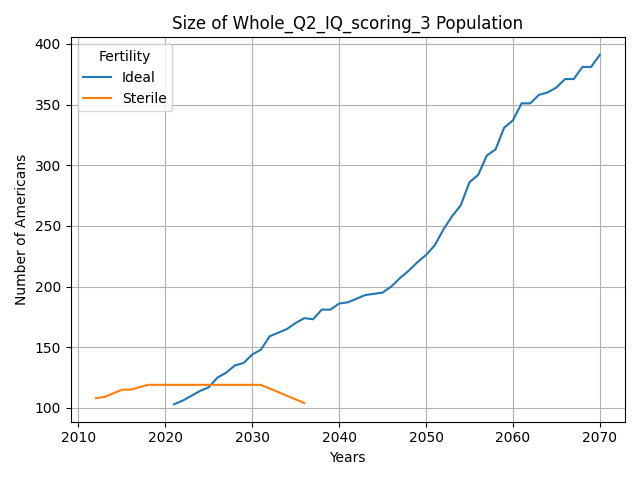 Size of Whole_Q2_IQ_scoring_3 Population
400
350
300
250
200
150
100
Number of Americans
Fertility
Ideal
Sterile
2010 2020 2030 2040 2050 2060 2070
Years